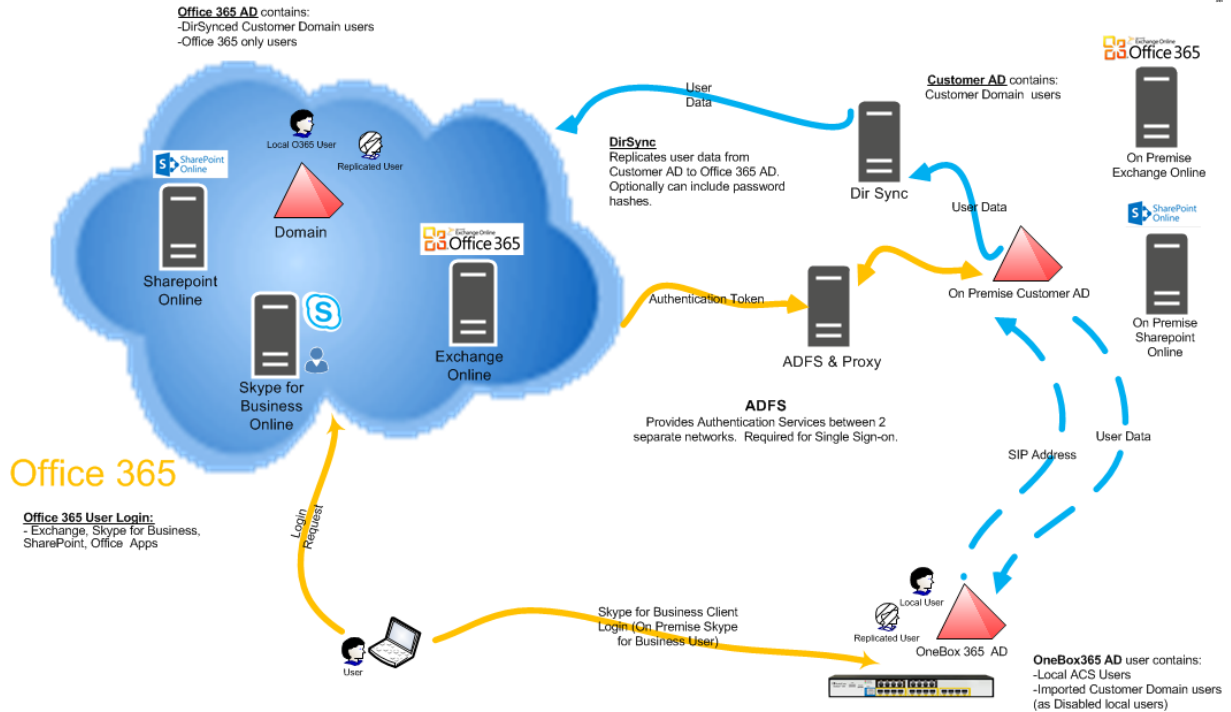 Office 365 AD contains:
-DirSynced Customer Domain users
-Office 365 only users
Local O365 User
Replicated User
SharePoint
Online
Domain
Sharepoint
Online
Exchange Online
Office 365
Exchange
Online
Skype for
Business
Online
User
Data
DirSync
Replicates user data from
Customer AD to Office 365 AD.
Optionally can include password
hashes.
Dir Sync
Customer AD contains:
Customer Domain users
Exchange Online
Office 365
On Premise
Exchange Online
User Data
SharePoint
Online
On Premise
Sharepoint
Online
On Premise Customer AD
Authentication Token
ADFS & Proxy
ADFS
Provides Authentication Services between 2
separate networks. Required for Single Sign-on.
SIP Address
User Data
Office 365
Office 365 User Login:
- Exchange, Skype for Business,
SharePoint, Office Apps
Login
Request
User
Skype for Business Client
Login (On Premise Skype
for Business User)
Local User
Replicated User
OneBox 365 AD
OneBox365 AD user contains:
-Local ACS Users
-Imported Customer Domain users
(as Disabled local users)